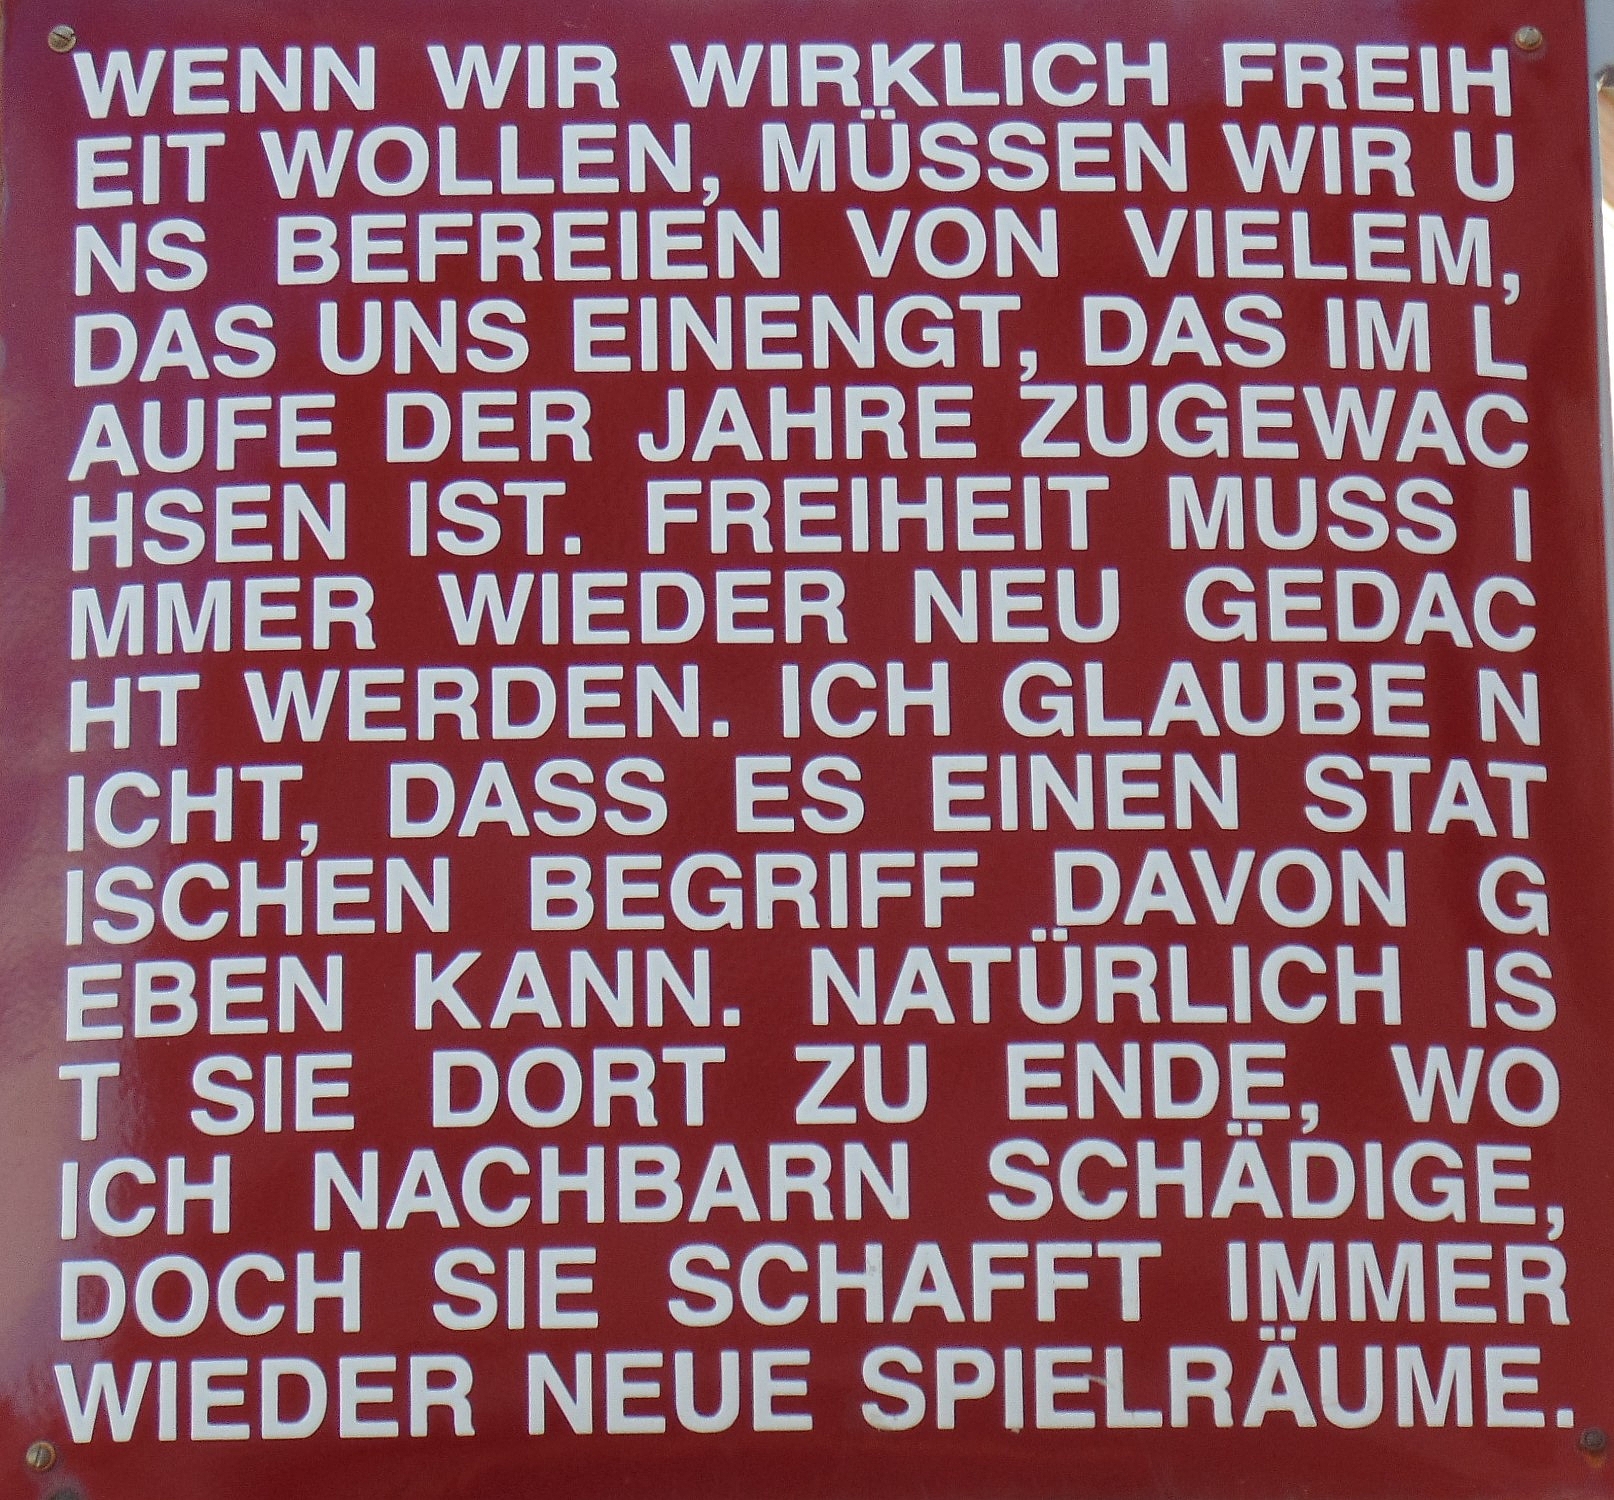 WENN WIR WIRKLICH FREIH
EIT WOLLEN, MÜSSEN WIR U
NS BEFREIEN VON VIELEM,
DAS UNS EINENGT, DAS IM L
AUFE DER JAHRE ZUGEWAC
HSEN IST. FREIHEIT MUSS I
MMER WIEDER NEU GEDAC
HT WERDEN. ICH GLAUBE N
ICHT, DASS ES EINEN STAT
ISCHEN BEGRIFF DAVON G
EBEN KANN. NATÜRLICH IS
T SIE DORT ZU ENDE, WO
ICH NACHBARN SCHÄDIGE,
DOCH SIE SCHAFFT IMMER
WIEDER NEUE SPIELRÄUME.